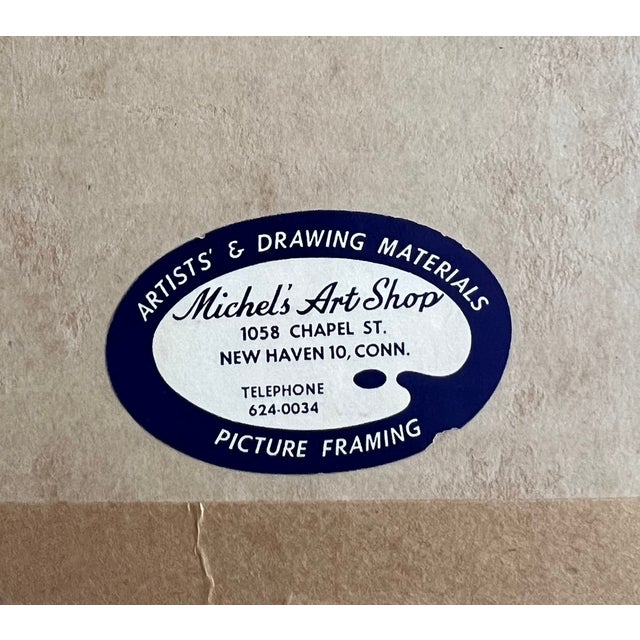 ARTISTS' & DRAWING MATERIALS
Michel's Art Shop
1058 CHAPEL ST.
NEW HAVEN 10, CONN.
TELEPHONE
624-0034
PICTURE FRAMING